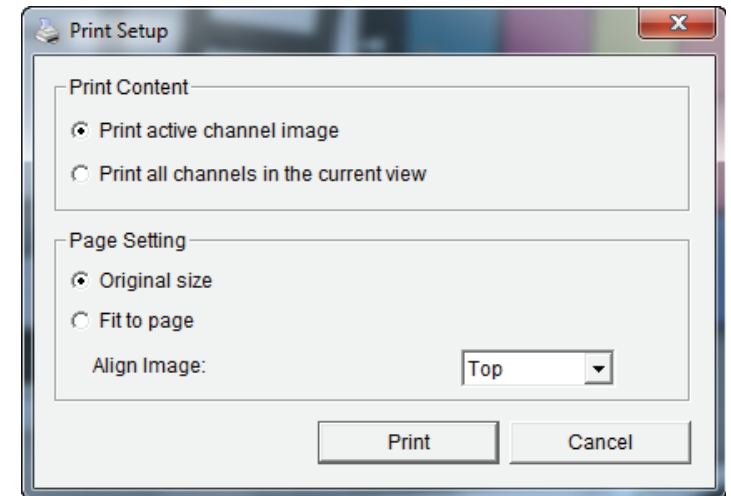 Print Setup
Print Content
Print active channel image
Print all channels in the current view
Page Setting
Original size
Fit to page
Align Image: Top
Print Cancel